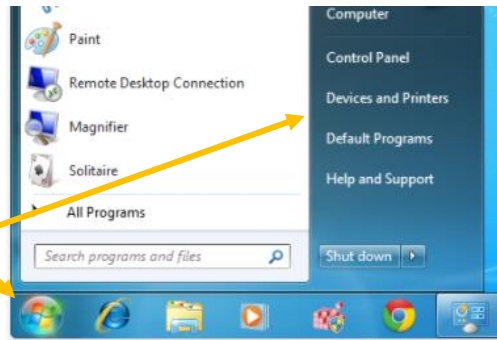 Paint
Remote Desktop Connection
Magnifier
Solitaire
All Programs
Search programs and files
Computer
Control Panel
Devices and Printers
Default Programs
Help and Support
Shut down